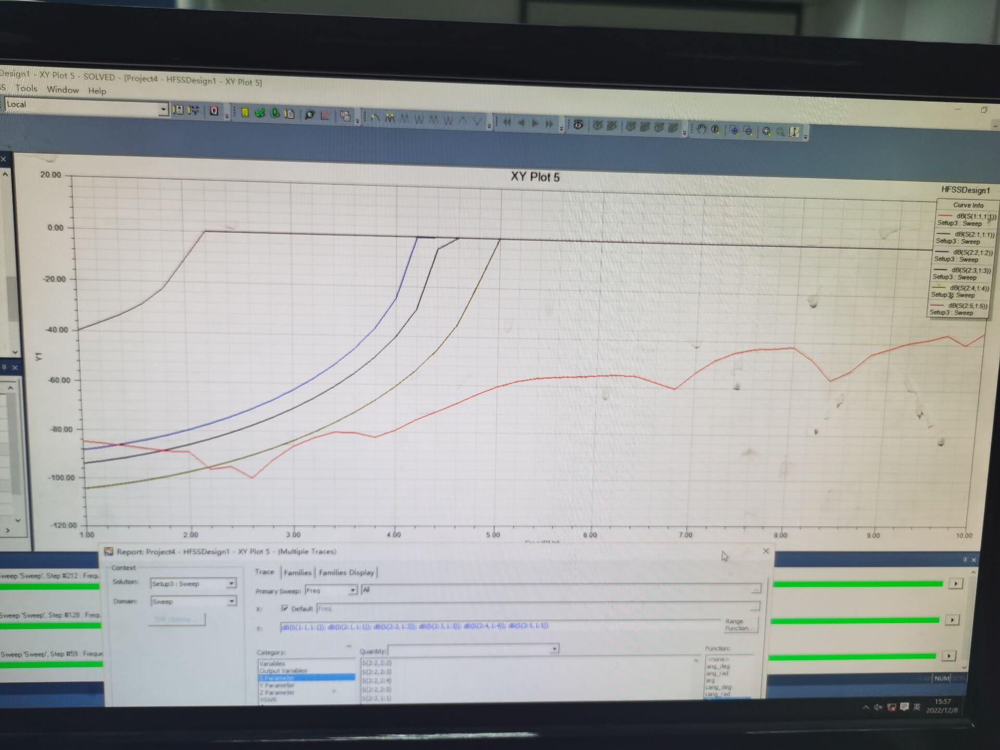 Design1 - XY Plot 5 - SOLVED - [Project4 - HFSSDesign1 - XY Plot 5]
SS Tools Window Help
Local
XY Plot 5
HFSSDesign1
Curve Info
dB(S(1:1,1:1))
Setup3 : Sweep
dB(S(2:1,1:1))
Setup3 : Sweep
dB(S(2:2,1:2))
Setup3 : Sweep
dB(S(2:3,1:3))
Setup3 : Sweep
dB(S(2:4,1:4))
Setup3 : Sweep
dB(S(2:5,1:5))
Setup3 : Sweep
20.00
0.00
-20.00
-40.00
-60.00
-80.00
-100.00
-120.00
Y1
1.00 2.00 3.00 4.00 5.00 6.00 7.00 8.00 9.00 10.00
Report: Project4 - HFSSDesign1 - XY Plot 5 - (Multiple Traces)
Context
Solution: Setup3 : Sweep
Domain: Sweep
TDR Options...
Trace Families Families Display
Primary Sweep: Freq All ...
X: Default Freq
Y: dB(S(1:1,1:1)); dB(S(2:1,1:1)); dB(S(2:2,1:2)); dB(S(2:3,1:3)); dB(S(2:4,1:4)); dB(S(2:5,1:5))
Range
Function...
Category:
Variables
Output Variables
S Parameter
Y Parameter
Z Parameter
VSWR
Quantity:
S(2:2,2:2)
S(2:2,2:3)
S(2:2,2:4)
S(2:2,2:5)
S(2:3,1:1)
Function:
<none>
ang_deg
ang_rad
arg
cang_deg
cang_rad
Sweep 'Sweep', Step #212 : Freq
Sweep 'Sweep', Step #128 : Freq
Sweep 'Sweep', Step #59 : Freque
NUM
英
15:57
2022/12/8